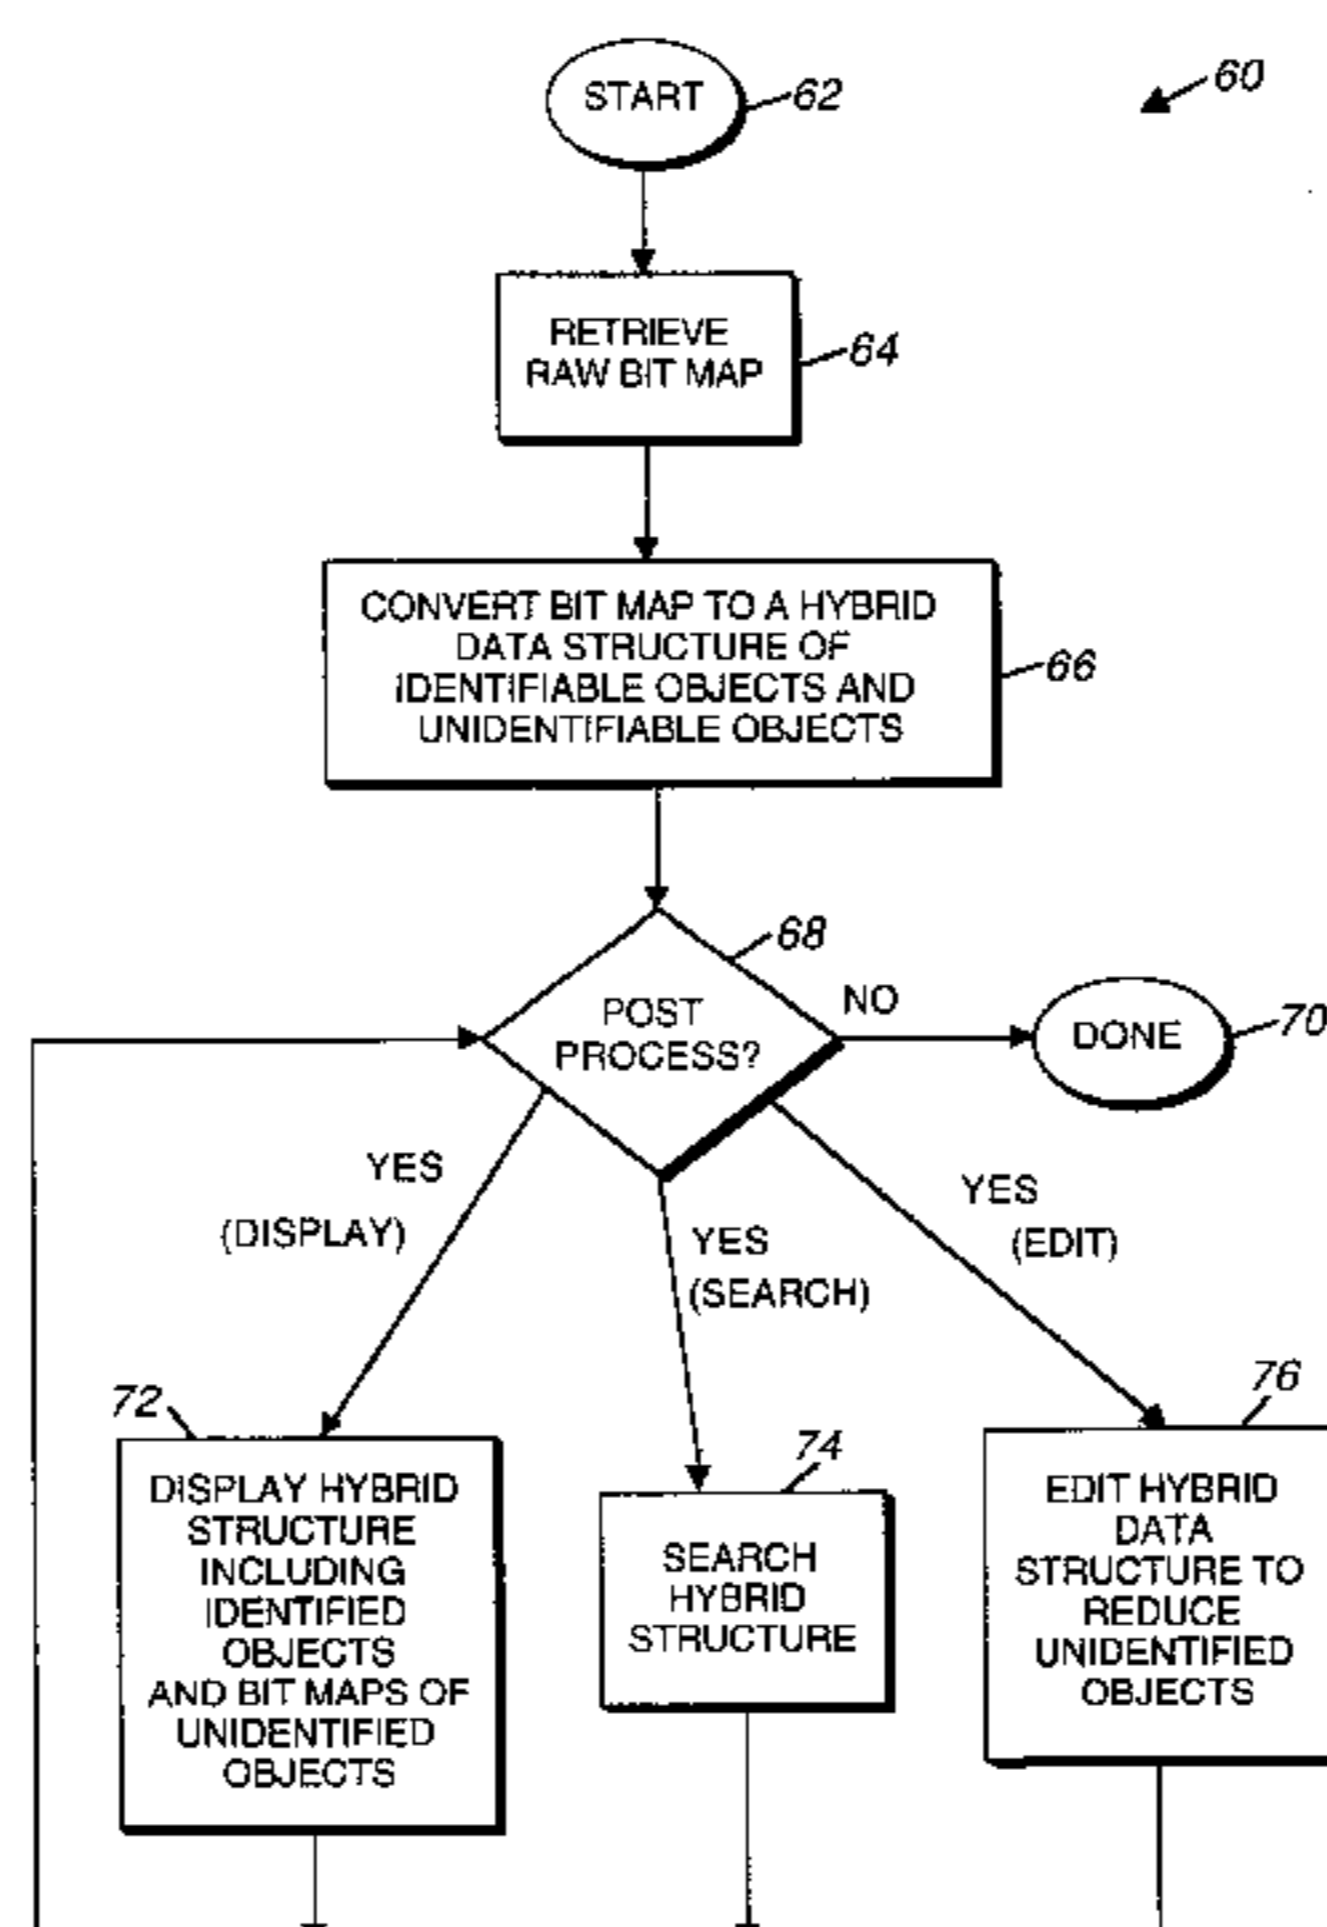 60
START
62
RETRIEVE
RAW BIT MAP
64
CONVERT BIT MAP TO A HYBRID
DATA STRUCTURE OF
IDENTIFIABLE OBJECTS AND
UNIDENTIFIABLE OBJECTS
66
68
POST
PROCESS?
NO
DONE
70
YES
(DISPLAY)
YES
(SEARCH)
YES
(EDIT)
72
DISPLAY HYBRID
STRUCTURE
INCLUDING
IDENTIFIED
OBJECTS
AND BIT MAPS OF
UNIDENTIFIED
OBJECTS
74
SEARCH
HYBRID
STRUCTURE
76
EDIT HYBRID
DATA
STRUCTURE TO
REDUCE
UNIDENTIFIED
OBJECTS